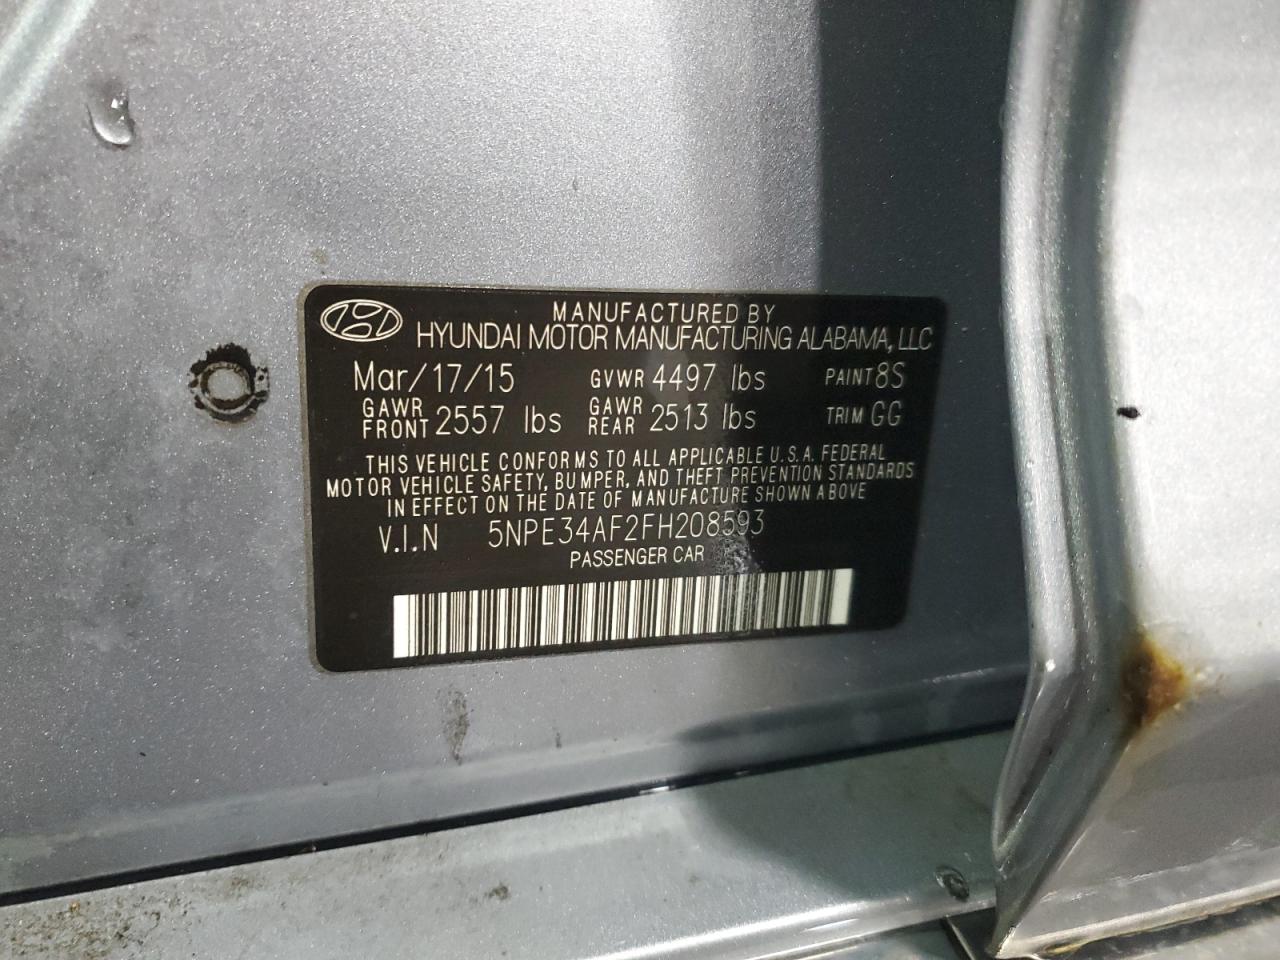 MANUFACTURED BY
HYUNDAI MOTOR MANUFACTURING ALABAMA, LLC
Mar/17/15 GVWR 4497 lbs PAINT 8S
GAWR FRONT 2557 lbs GAWR REAR 2513 lbs TRIM GG
THIS VEHICLE CONFORMS TO ALL APPLICABLE U.S.A. FEDERAL
MOTOR VEHICLE SAFETY, BUMPER, AND THEFT PREVENTION STANDARDS
IN EFFECT ON THE DATE OF MANUFACTURE SHOWN ABOVE
V.I.N 5NPE34AF2FH208593
PASSENGER CAR